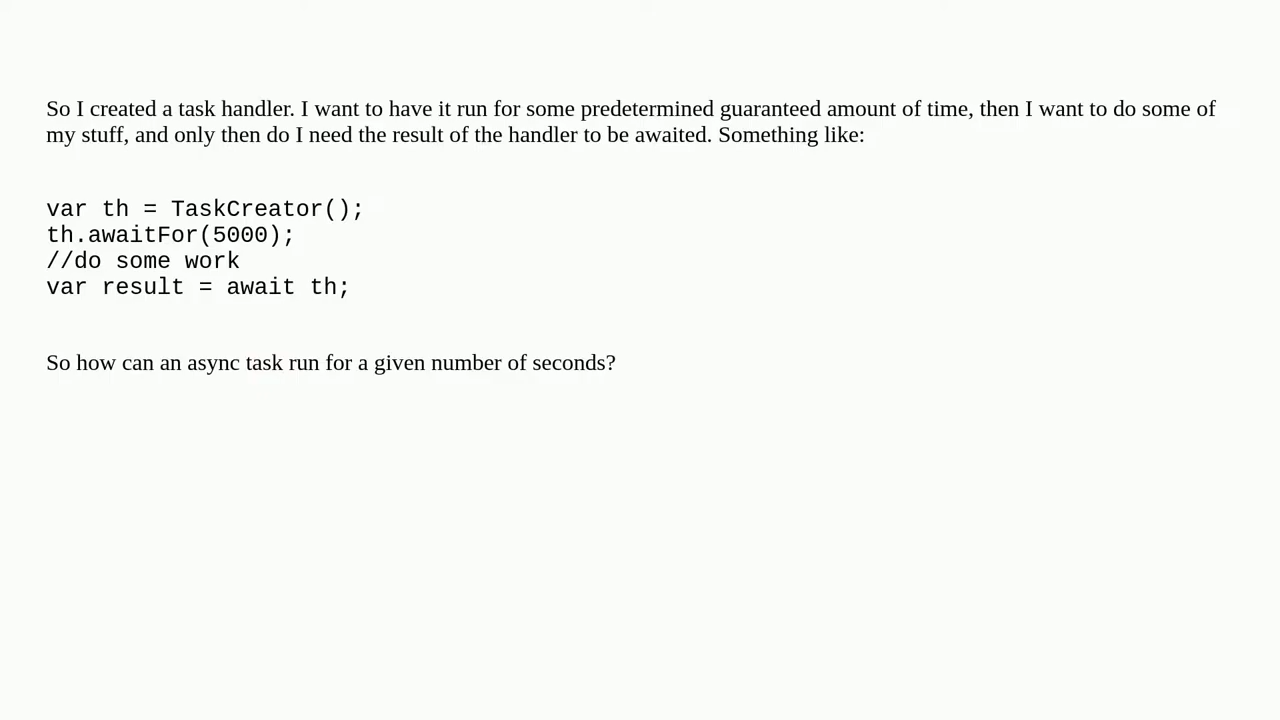 So I created a task handler. I want to have it run for some predetermined guaranteed amount of time, then I want to do some of
my stuff, and only then do I need the result of the handler to be awaited. Something like:
var th = TaskCreator();
th.awaitFor(5000);
//do some work
var result = await th;
So how can an async task run for a given number of seconds?